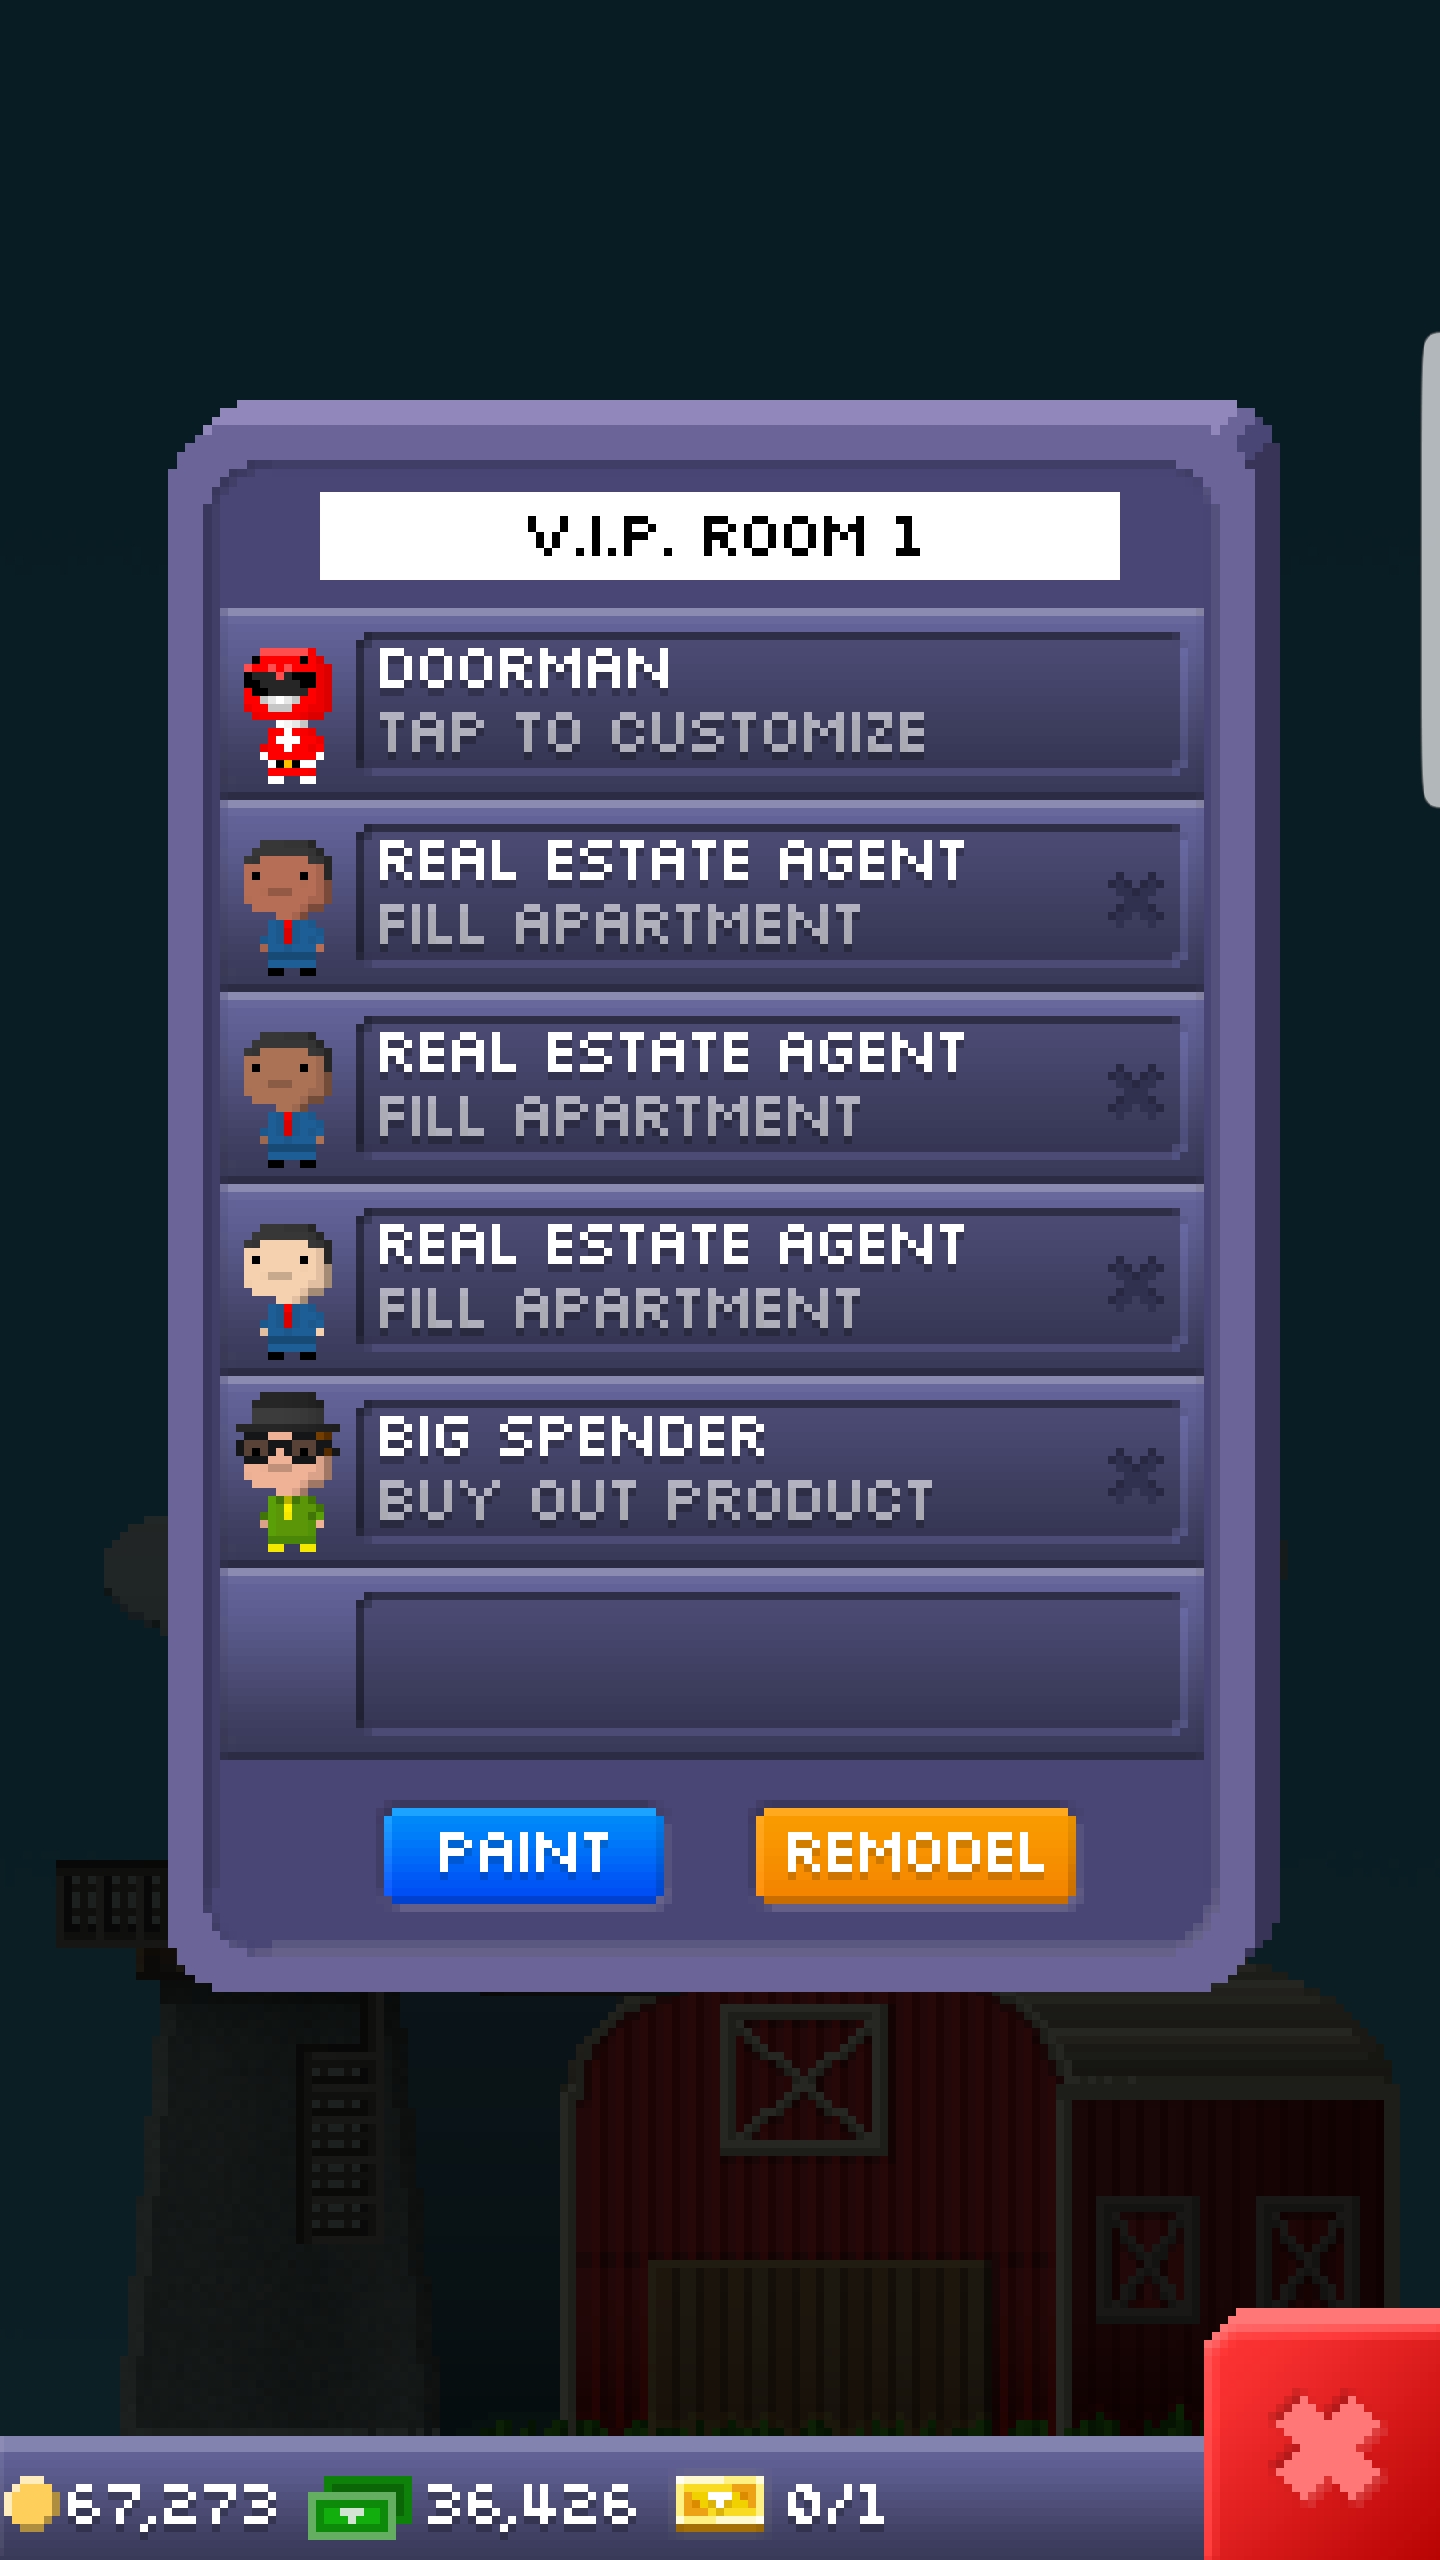 V.I.P. ROOM 1
DOORMAN
TAP TO CUSTOMIZE
REAL ESTATE AGENT
FILL APARTMENT
REAL ESTATE AGENT
FILL APARTMENT
REAL ESTATE AGENT
FILL APARTMENT
BIG SPENDER
BUY OUT PRODUCT
PAINT REMODEL
67,273 36,426 0/1